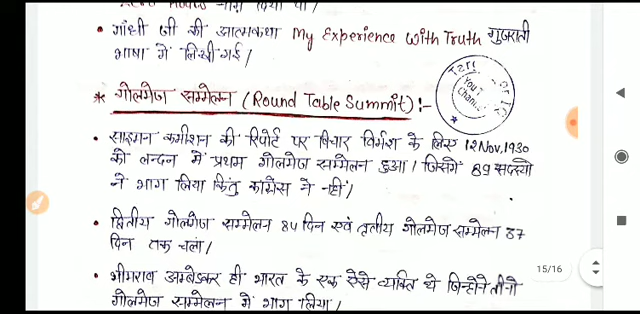 • गाँधी जी की आत्मकथा My Experience with Truth गुजराती
भाषा में लिखी गई।
* गोलमेज सम्मेलन (Round Table Summit) :-
• साइमन कमीशन की रिपोर्ट पर विचार विमर्श के लिए 12 Nov, 1930
को लन्दन में प्रथम गोलमेज सम्मेलन हुआ। जिसमें 89 सदस्यो
ने भाग लिया किंतु कांग्रेस ने नहीं।
• द्वितीय गोलमेज सम्मेलन 84 दिन एवं तृतीय गोलमेज सम्मेलन 37
दिन तक चला।
15/16
• भीमराव अम्बेडकर ही भारत के एक ऐसे व्यक्ति थे जिन्होंने तीनो
गोलमेज सम्मेलन में भाग लिया।